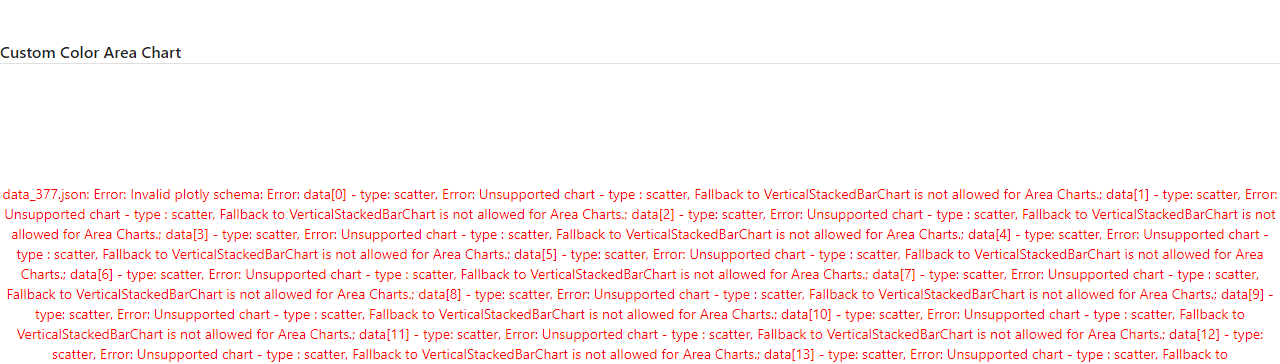 Custom Color Area Chart
data_377.json: Error: Invalid plotly schema: Error: data[0] - type: scatter, Error: Unsupported chart - type : scatter, Fallback to VerticalStackedBarChart is not allowed for Area Charts.; data[1] - type: scatter, Error:
Unsupported chart - type : scatter, Fallback to VerticalStackedBarChart is not allowed for Area Charts.; data[2] - type: scatter, Error: Unsupported chart - type : scatter, Fallback to VerticalStackedBarChart is not
allowed for Area Charts.; data[3] - type: scatter, Error: Unsupported chart - type : scatter, Fallback to VerticalStackedBarChart is not allowed for Area Charts.; data[4] - type: scatter, Error: Unsupported chart -
type : scatter, Fallback to VerticalStackedBarChart is not allowed for Area Charts.; data[5] - type: scatter, Error: Unsupported chart - type : scatter, Fallback to VerticalStackedBarChart is not allowed for Area
Charts.; data[6] - type: scatter, Error: Unsupported chart - type : scatter, Fallback to VerticalStackedBarChart is not allowed for Area Charts.; data[7] - type: scatter, Error: Unsupported chart - type : scatter,
Fallback to VerticalStackedBarChart is not allowed for Area Charts.; data[8] - type: scatter, Error: Unsupported chart - type : scatter, Fallback to VerticalStackedBarChart is not allowed for Area Charts.; data[9] -
type: scatter, Error: Unsupported chart - type : scatter, Fallback to VerticalStackedBarChart is not allowed for Area Charts.; data[10] - type: scatter, Error: Unsupported chart - type : scatter, Fallback to
VerticalStackedBarChart is not allowed for Area Charts.; data[11] - type: scatter, Error: Unsupported chart - type : scatter, Fallback to VerticalStackedBarChart is not allowed for Area Charts.; data[12] - type:
scatter, Error: Unsupported chart - type : scatter, Fallback to VerticalStackedBarChart is not allowed for Area Charts.; data[13] - type: scatter, Error: Unsupported chart - type : scatter, Fallback to